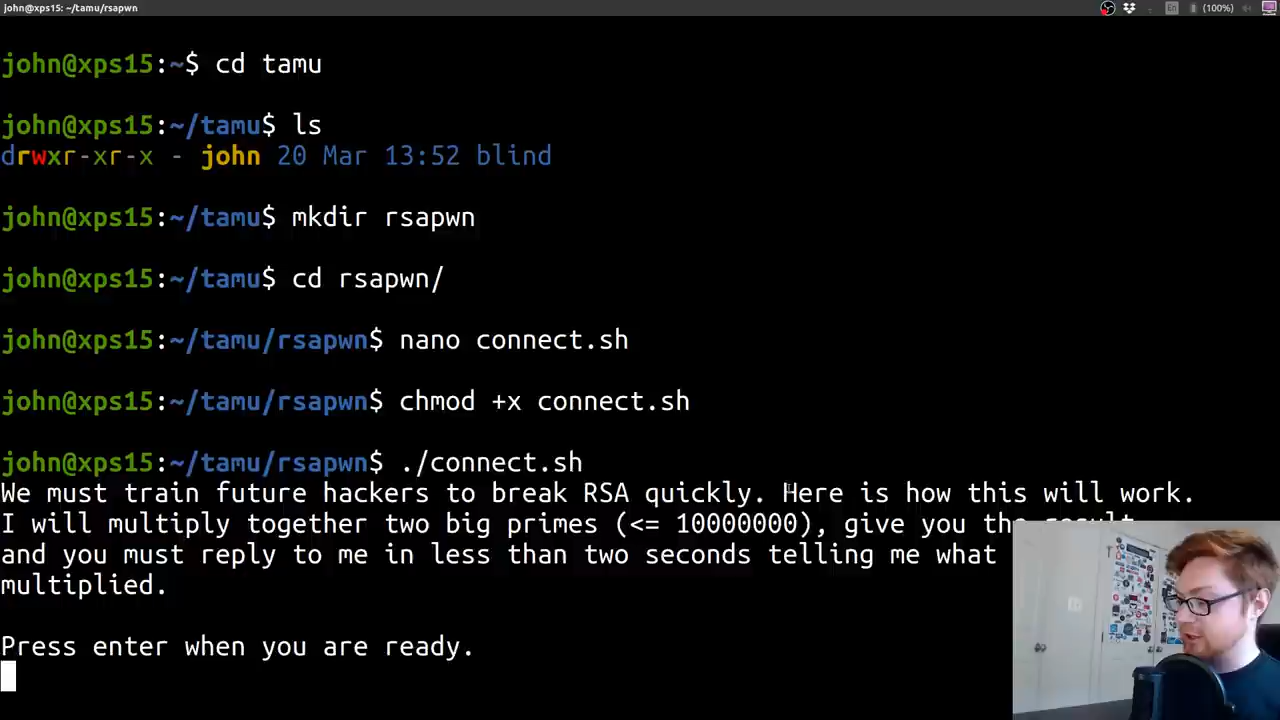 john@xps15: ~/tamu/rsapwn
En (100%)
john@xps15:~$ cd tamu
john@xps15:~/tamu$ ls
drwxr-xr-x - john 20 Mar 13:52 blind
john@xps15:~/tamu$ mkdir rsapwn
john@xps15:~/tamu$ cd rsapwn/
john@xps15:~/tamu/rsapwn$ nano connect.sh
john@xps15:~/tamu/rsapwn$ chmod +x connect.sh
john@xps15:~/tamu/rsapwn$ ./connect.sh
We must train future hackers to break RSA quickly. Here is how this will work.
I will multiply together two big primes (<= 10000000), give you the result
and you must reply to me in less than two seconds telling me what
multiplied.
Press enter when you are ready.